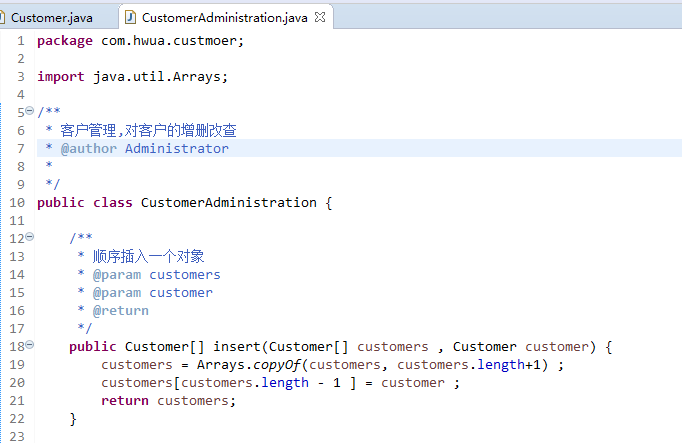 Customer.java
CustomerAdministration.java
1 package com.hwua.custmoer;
2
3 import java.util.Arrays;
4
5 /**
6 * 客户管理,对客户的增删改查
7 * @author Administrator
8 *
9 */
10 public class CustomerAdministration {
11
12 /**
13 * 顺序插入一个对象
14 * @param customers
15 * @param customer
16 * @return
17 */
18 public Customer[] insert(Customer[] customers , Customer customer) {
19 customers = Arrays.copyOf(customers, customers.length+1) ;
20 customers[customers.length - 1 ] = customer ;
21 return customers;
22 }
23